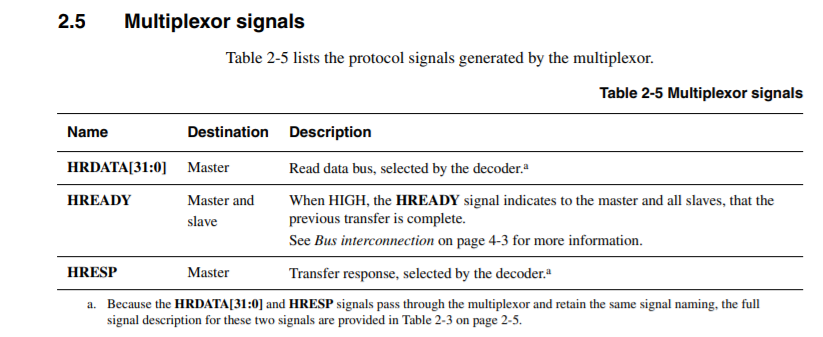 2.5 Multiplexor signals
Table 2-5 lists the protocol signals generated by the multiplexor.
Table 2-5 Multiplexor signals
Name Destination Description
HRDATA[31:0] Master Read data bus, selected by the decoder.a
HREADY Master and When HIGH, the HREADY signal indicates to the master and all slaves, that the
slave previous transfer is complete.
See Bus interconnection on page 4-3 for more information.
HRESP Master Transfer response, selected by the decoder.a
a. Because the HRDATA[31:0] and HRESP signals pass through the multiplexor and retain the same signal naming, the full
signal description for these two signals are provided in Table 2-3 on page 2-5.